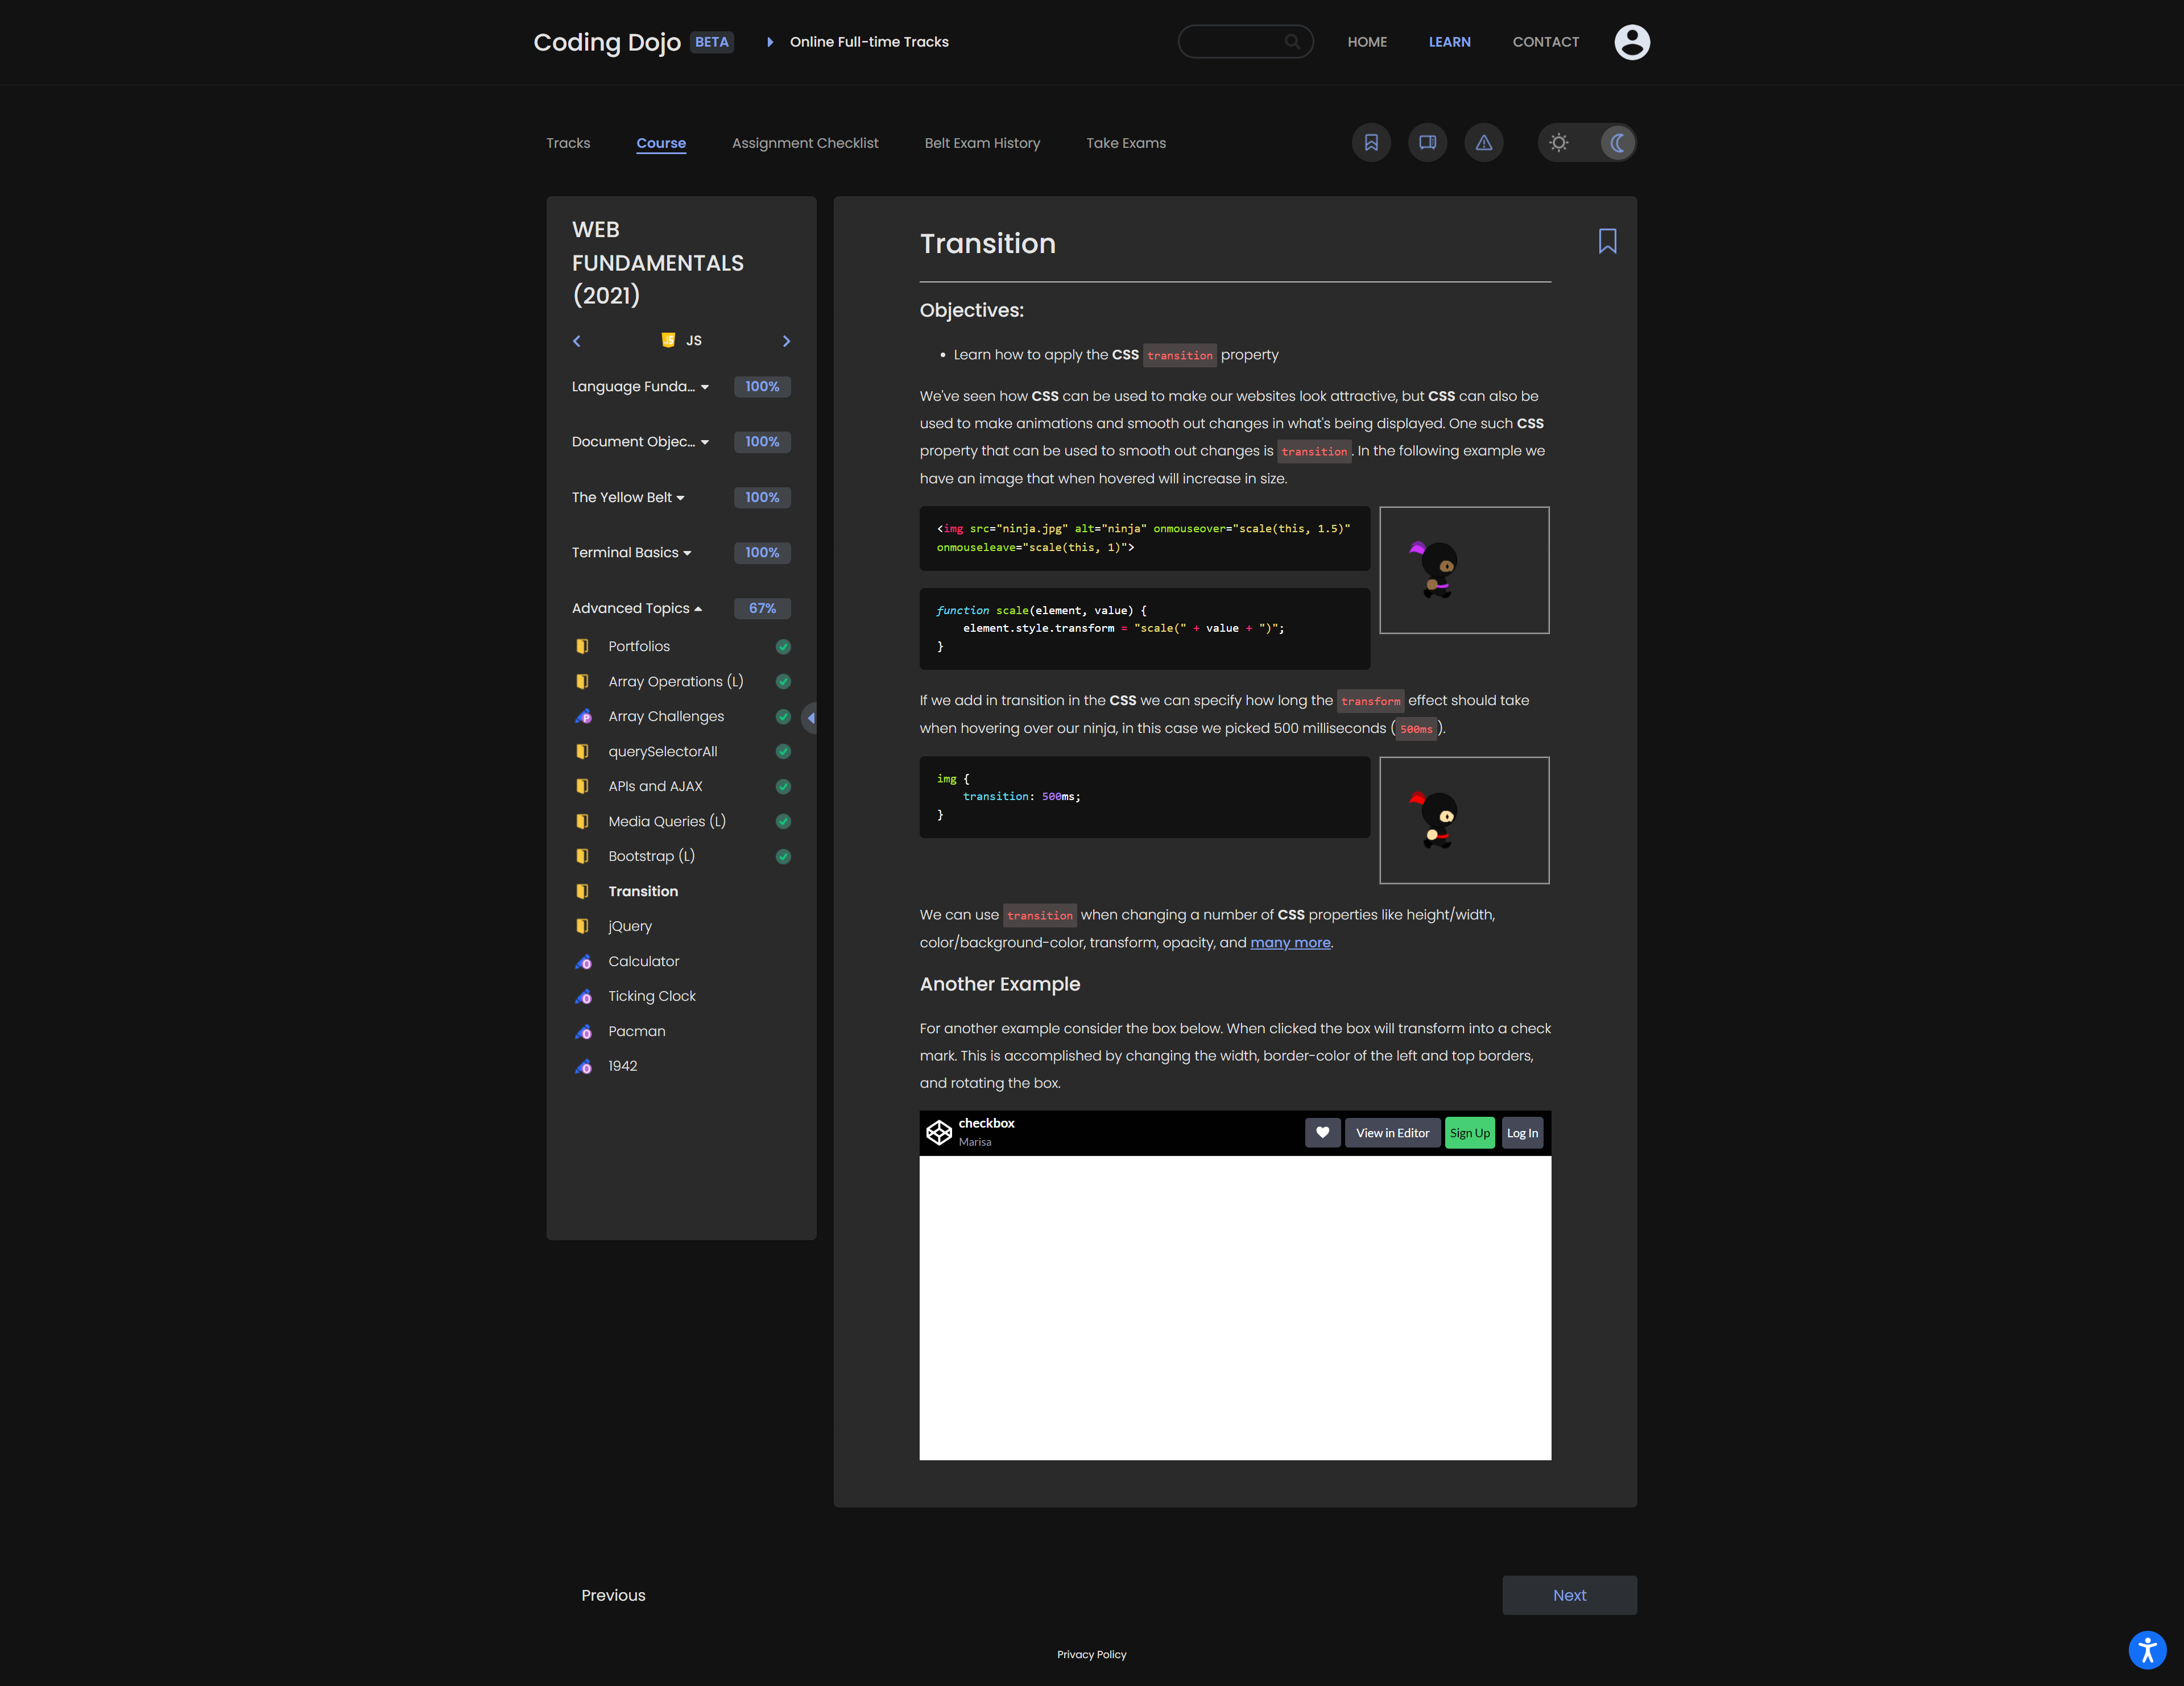 Coding Dojo BETA Online Full-time Tracks HOME LEARN CONTACT
Tracks Course Assignment Checklist Belt Exam History Take Exams
WEB
FUNDAMENTALS
(2021)
JS
Language Funda... 100%
Document Objec... 100%
The Yellow Belt 100%
Terminal Basics 100%
Advanced Topics 67%
Portfolios
Array Operations (L)
Array Challenges
querySelectorAll
APIs and AJAX
Media Queries (L)
Bootstrap (L)
Transition
jQuery
Calculator
Ticking Clock
Pacman
1942
Transition
Objectives:
• Learn how to apply the CSS transition property
We've seen how CSS can be used to make our websites look attractive, but CSS can also be
used to make animations and smooth out changes in what's being displayed. One such CSS
property that can be used to smooth out changes is transition. In the following example we
have an image that when hovered will increase in size.
<img src="ninja.jpg" alt="ninja" onmouseover="scale(this, 1.5)"
onmouseleave="scale(this, 1)">
function scale(element, value) {
element.style.transform = "scale(" + value + ")";
}
If we add in transition in the CSS we can specify how long the transform effect should take
when hovering over our ninja, in this case we picked 500 milliseconds (500ms).
img {
transition: 500ms;
}
We can use transition when changing a number of CSS properties like height/width,
color/background-color, transform, opacity, and many more.
Another Example
For another example consider the box below. When clicked the box will transform into a check
mark. This is accomplished by changing the width, border-color of the left and top borders,
and rotating the box.
checkbox
Marisa
View in Editor Sign Up Log In
Previous Next
Privacy Policy